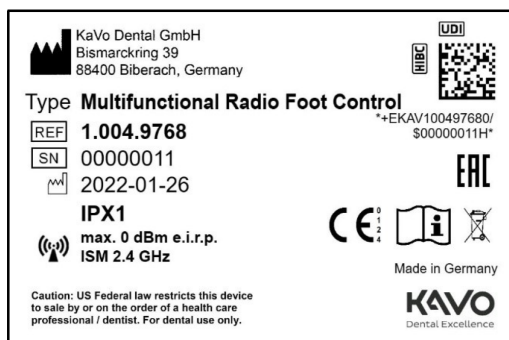 KaVo Dental GmbH
Bismarckring 39
88400 Biberach, Germany
UDI
HIBC
Type Multifunctional Radio Foot Control
*+EKAV100497680/
$00000011H*
REF 1.004.9768
SN 00000011
2022-01-26
EAC
IPX1
CE 0124
max. 0 dBm e.i.r.p.
ISM 2.4 GHz
Made in Germany
Caution: US Federal law restricts this device
to sale by or on the order of a health care
professional / dentist. For dental use only.
KAVO
Dental Excellence